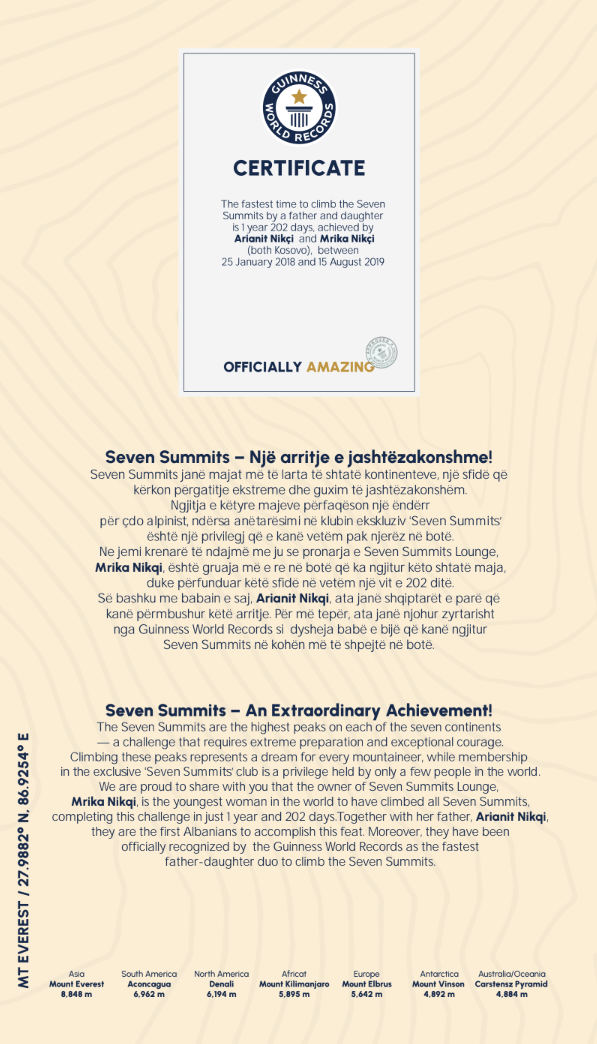 GUINNESS
WORLD RECORDS
CERTIFICATE
The fastest time to climb the Seven
Summits by a father and daughter
is 1 year 202 days, achieved by
Arianit Nikçi and Mrika Nikçi
(both Kosovo), between
25 January 2018 and 15 August 2019
OFFICIALLY AMAZING
Seven Summits – Një arritje e jashtëzakonshme!
Seven Summits janë majat më të larta të shtatë kontinenteve, një sfidë që
kërkon përgatitje ekstreme dhe guxim të jashtëzakonshëm.
Ngjitja e këtyre majeve përfaqëson një ëndërr
për çdo alpinist, ndërsa anëtarësimi në klubin ekskluziv 'Seven Summits'
është një privilegj që e kanë vetëm pak njerëz në botë.
Ne jemi krenarë të ndajmë me ju se pronarja e Seven Summits Lounge,
Mrika Nikqi, është gruaja më e re në botë që ka ngjitur këto shtatë maja,
duke përfunduar këtë sfidë në vetëm një vit e 202 ditë.
Së bashku me babain e saj, Arianit Nikqi, ata janë shqiptarët e parë që
kanë përmbushur këtë arritje. Për më tepër, ata janë njohur zyrtarisht
nga Guinness World Records si dysheja babë e bijë që kanë ngjitur
Seven Summits në kohën më të shpejtë në botë.
Seven Summits – An Extraordinary Achievement!
The Seven Summits are the highest peaks on each of the seven continents
— a challenge that requires extreme preparation and exceptional courage.
Climbing these peaks represents a dream for every mountaineer, while membership
in the exclusive 'Seven Summits' club is a privilege held by only a few people in the world.
We are proud to share with you that the owner of Seven Summits Lounge,
Mrika Nikqi, is the youngest woman in the world to have climbed all Seven Summits,
completing this challenge in just 1 year and 202 days.Together with her father, Arianit Nikqi,
they are the first Albanians to accomplish this feat. Moreover, they have been
officially recognized by the Guinness World Records as the fastest
father-daughter duo to climb the Seven Summits.
MT EVEREST / 27.9882° N, 86.9254° E
Asia
Mount Everest
8,848 m
South America
Aconcagua
6,962 m
North America
Denali
6,194 m
Africat
Mount Kilimanjaro
5,895 m
Europe
Mount Elbrus
5,642 m
Antarctica
Mount Vinson
4,892 m
Australia/Oceania
Carstensz Pyramid
4,884 m